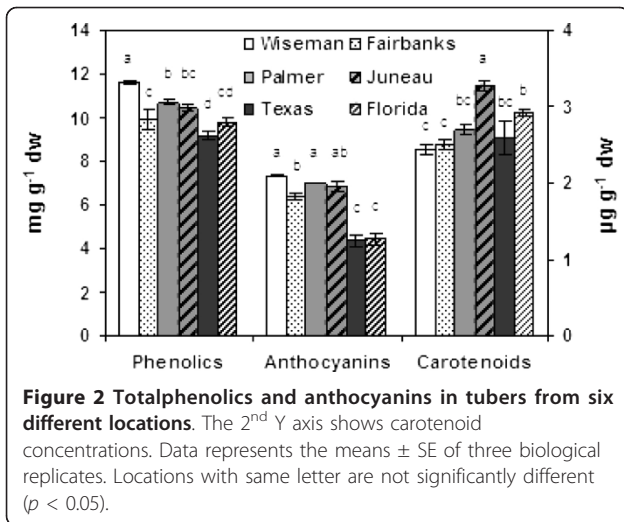 14
12
10
8
6
4
2
0
mg g-1 dw
Wiseman Fairbanks
Palmer Juneau
Texas Florida
a c b bc d cd
a b a ab c c
c c bc a bc b
4
3
2
1
0
µg g-1 dw
Phenolics Anthocyanins Carotenoids
Figure 2 Totalphenolics and anthocyanins in tubers from six
different locations. The 2nd Y axis shows carotenoid
concentrations. Data represents the means ± SE of three biological
replicates. Locations with same letter are not significantly different
(p < 0.05).